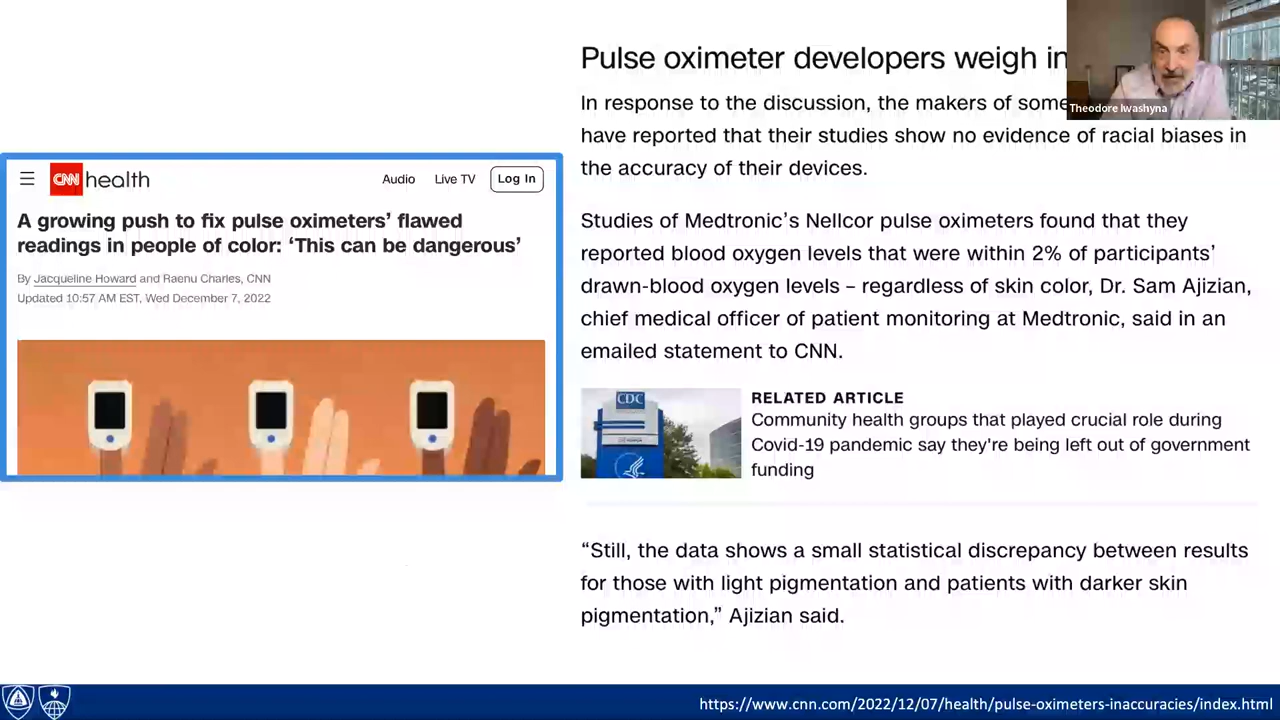 Pulse oximeter developers weigh in
In response to the discussion, the makers of some
have reported that their studies show no evidence of racial biases in
the accuracy of their devices.
Studies of Medtronic’s Nellcor pulse oximeters found that they
reported blood oxygen levels that were within 2% of participants’
drawn-blood oxygen levels – regardless of skin color, Dr. Sam Ajizian,
chief medical officer of patient monitoring at Medtronic, said in an
emailed statement to CNN.
CDC
RELATED ARTICLE
Community health groups that played crucial role during
Covid-19 pandemic say they're being left out of government
funding
“Still, the data shows a small statistical discrepancy between results
for those with light pigmentation and patients with darker skin
pigmentation,” Ajizian said.
Theodore Iwashyna
CNN health
Audio Live TV Log In
A growing push to fix pulse oximeters’ flawed
readings in people of color: ‘This can be dangerous’
By Jacqueline Howard and Raenu Charles, CNN
Updated 10:57 AM EST, Wed December 7, 2022
https://www.cnn.com/2022/12/07/health/pulse-oximeters-inaccuracies/index.html